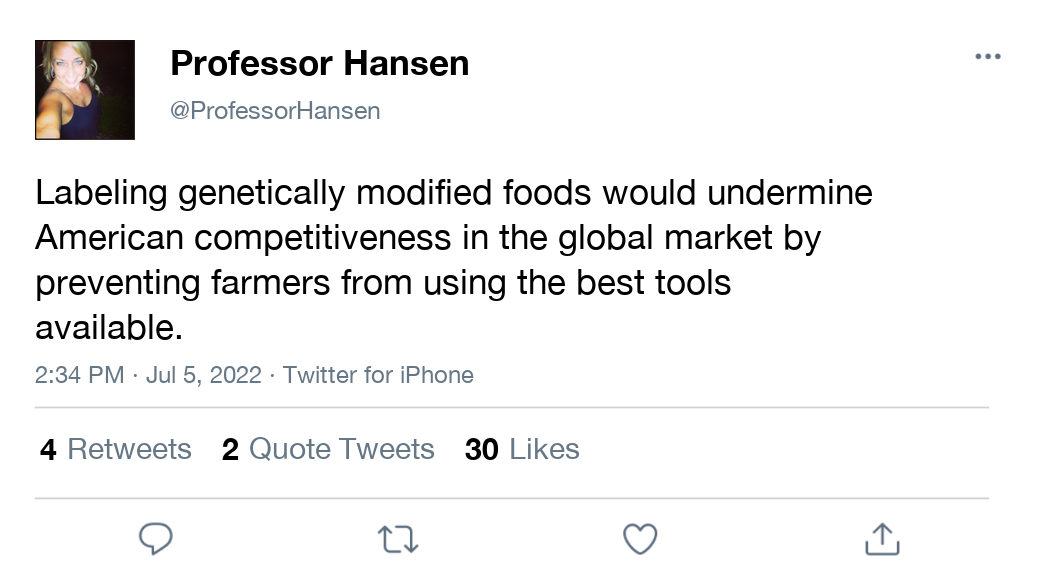 Professor Hansen
@ProfessorHansen
Labeling genetically modified foods would undermine
American competitiveness in the global market by
preventing farmers from using the best tools
available.
2:34 PM · Jul 5, 2022 · Twitter for iPhone
4 Retweets 2 Quote Tweets 30 Likes